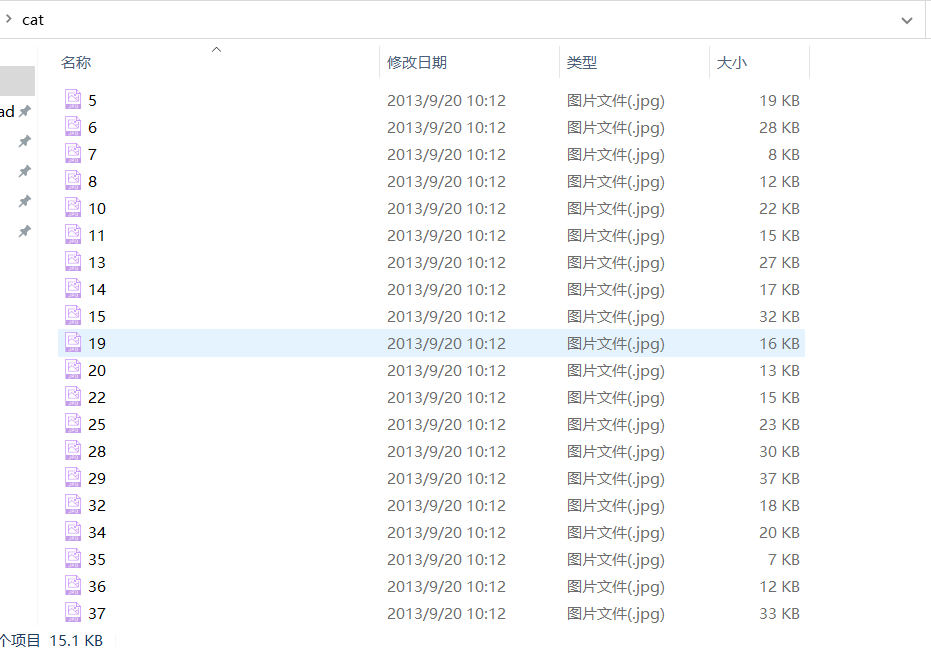 cat
名称 修改日期 类型 大小
5 2013/9/20 10:12 图片文件(.jpg) 19 KB
ad 6 2013/9/20 10:12 图片文件(.jpg) 28 KB
7 2013/9/20 10:12 图片文件(.jpg) 8 KB
8 2013/9/20 10:12 图片文件(.jpg) 12 KB
10 2013/9/20 10:12 图片文件(.jpg) 22 KB
11 2013/9/20 10:12 图片文件(.jpg) 15 KB
13 2013/9/20 10:12 图片文件(.jpg) 27 KB
14 2013/9/20 10:12 图片文件(.jpg) 17 KB
15 2013/9/20 10:12 图片文件(.jpg) 32 KB
19 2013/9/20 10:12 图片文件(.jpg) 16 KB
20 2013/9/20 10:12 图片文件(.jpg) 13 KB
22 2013/9/20 10:12 图片文件(.jpg) 15 KB
25 2013/9/20 10:12 图片文件(.jpg) 23 KB
28 2013/9/20 10:12 图片文件(.jpg) 30 KB
29 2013/9/20 10:12 图片文件(.jpg) 37 KB
32 2013/9/20 10:12 图片文件(.jpg) 18 KB
34 2013/9/20 10:12 图片文件(.jpg) 20 KB
35 2013/9/20 10:12 图片文件(.jpg) 7 KB
36 2013/9/20 10:12 图片文件(.jpg) 12 KB
37 2013/9/20 10:12 图片文件(.jpg) 33 KB
个项目 15.1 KB